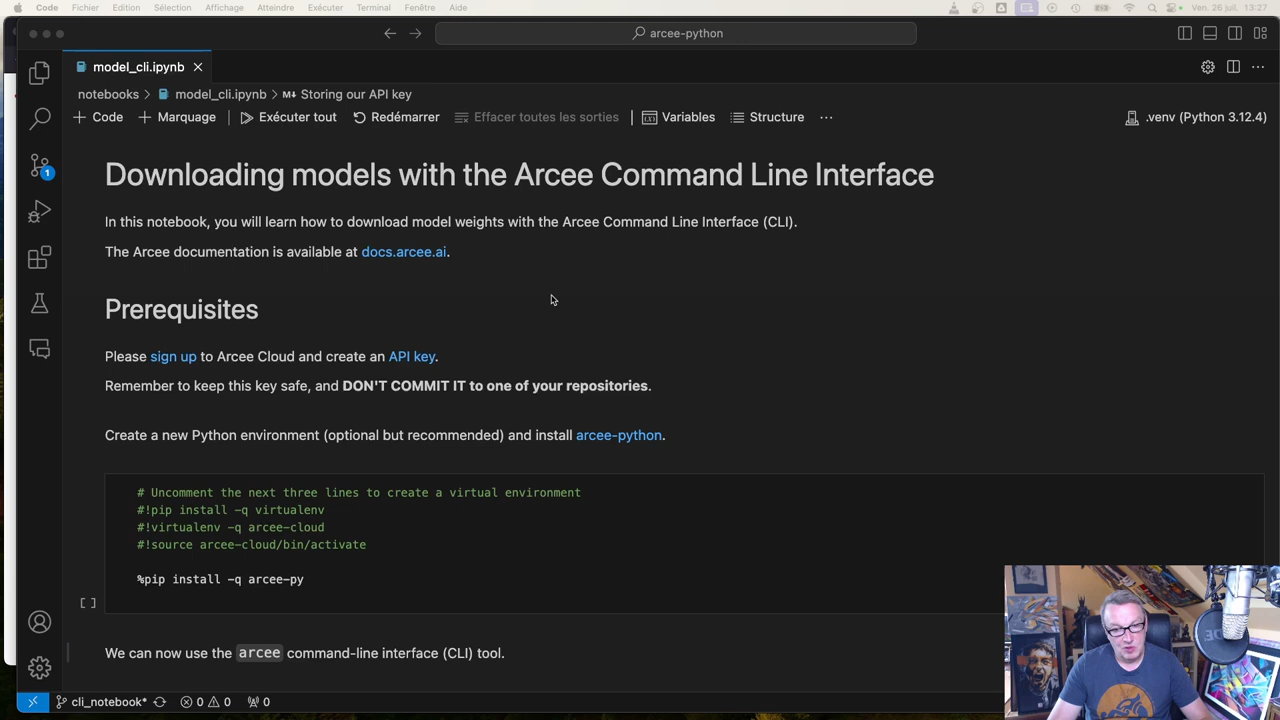 Code Fichier Edition Sélection Affichage Atteindre Exécuter Terminal Fenêtre Aide Ven. 26 juil. 13:27
arcee-python
model_cli.ipynb
notebooks > model_cli.ipynb > M↓ Storing our API key
+ Code + Marquage Exécuter tout Redémarrer Effacer toutes les sorties Variables Structure ... .venv (Python 3.12.4)
1
Downloading models with the Arcee Command Line Interface
In this notebook, you will learn how to download model weights with the Arcee Command Line Interface (CLI).
The Arcee documentation is available at docs.arcee.ai.
Prerequisites
Please sign up to Arcee Cloud and create an API key.
Remember to keep this key safe, and DON'T COMMIT IT to one of your repositories.
Create a new Python environment (optional but recommended) and install arcee-python.
# Uncomment the next three lines to create a virtual environment
#!pip install -q virtualenv
#!virtualenv -q arcee-cloud
#!source arcee-cloud/bin/activate
%pip install -q arcee-py
[ ]
We can now use the arcee command-line interface (CLI) tool.
cli_notebook* 0 0 0